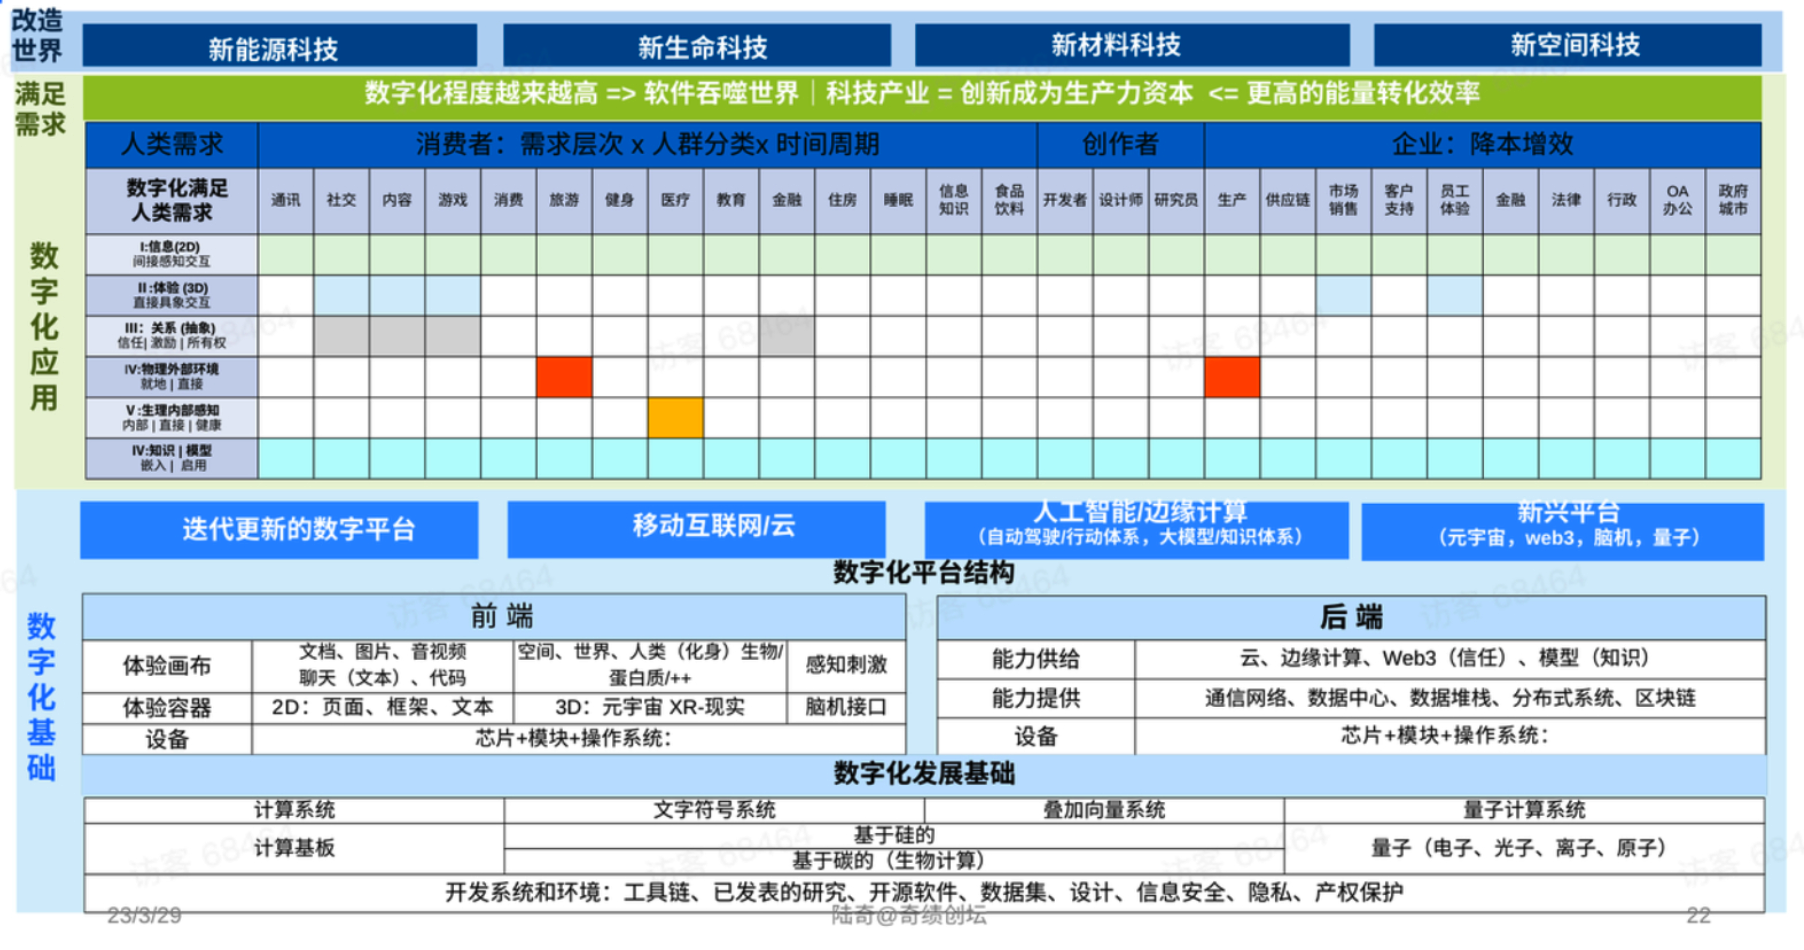 改造
世界
新能源科技
新生命科技
新材料科技
新空间科技
满足
需求
数字化程度越来越高 => 软件吞噬世界｜科技产业 = 创新成为生产力资本 <= 更高的能量转化效率
人类需求
消费者：需求层次 x 人群分类x 时间周期
创作者
企业：降本增效
数字化满足
人类需求
通讯
社交
内容
游戏
消费
旅游
健身
医疗
教育
金融
住房
睡眠
信息
知识
食品
饮料
开发者
设计师
研究员
生产
供应链
市场
销售
客户
支持
员工
体验
金融
法律
行政
OA
办公
政府
城市
数字化应用
I:信息(2D)
间接感知交互
II:体验 (3D)
直接具象交互
III：关系 (抽象)
信任| 激励 | 所有权
IV:物理外部环境
就地 | 直接
V :生理内部感知
内部 | 直接 | 健康
IV:知识 | 模型
嵌入 | 启用
迭代更新的数字平台
移动互联网/云
人工智能/边缘计算
（自动驾驶/行动体系，大模型/知识体系）
新兴平台
（元宇宙，web3，脑机，量子）
数字化基础
数字化平台结构
前 端
体验画布
文档、图片、音视频
聊天（文本）、代码
空间、世界、人类（化身）生物/
蛋白质/++
感知刺激
体验容器
2D：页面、框架、文本
3D：元宇宙 XR-现实
脑机接口
设备
芯片+模块+操作系统：
后 端
能力供给
云、边缘计算、Web3（信任）、模型（知识）
能力提供
通信网络、数据中心、数据堆栈、分布式系统、区块链
设备
芯片+模块+操作系统：
数字化发展基础
计算系统
文字符号系统
叠加向量系统
量子计算系统
计算基板
基于硅的
基于碳的（生物计算）
量子（电子、光子、离子、原子）
开发系统和环境：工具链、已发表的研究、开源软件、数据集、设计、信息安全、隐私、产权保护
23/3/29
陆奇@奇绩创坛
22
访客 68464